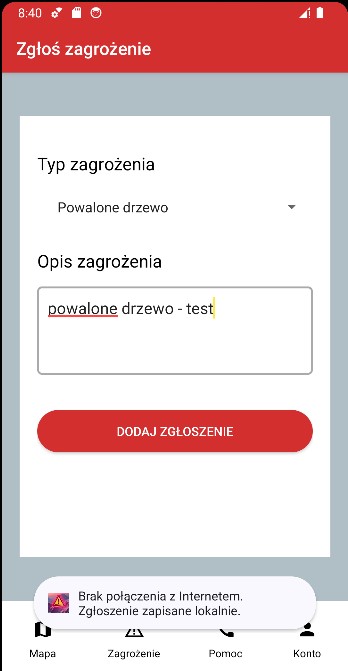 8:40
Zgłoś zagrożenie
Typ zagrożenia
Powalone drzewo
Opis zagrożenia
powalone drzewo - test
DODAJ ZGŁOSZENIE
Brak połączenia z Internetem.
Zgłoszenie zapisane lokalnie.
Mapa Zagrożenie Pomoc Konto